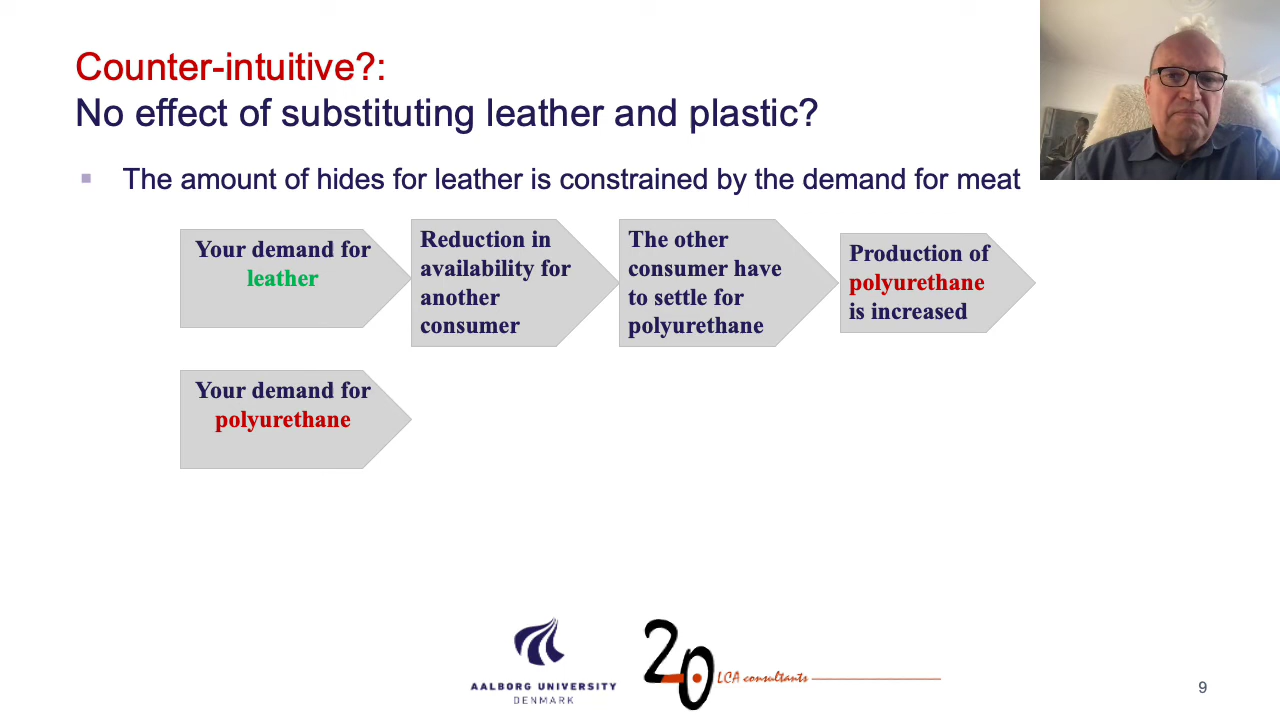 Counter-intuitive?:
No effect of substituting leather and plastic?
The amount of hides for leather is constrained by the demand for meat
Your demand for
leather
Reduction in
availability for
another
consumer
The other
consumer have
to settle for
polyurethane
Production of
polyurethane
is increased
Your demand for
polyurethane
AALBORG UNIVERSITY
DENMARK
2.0
LCA consultants
9